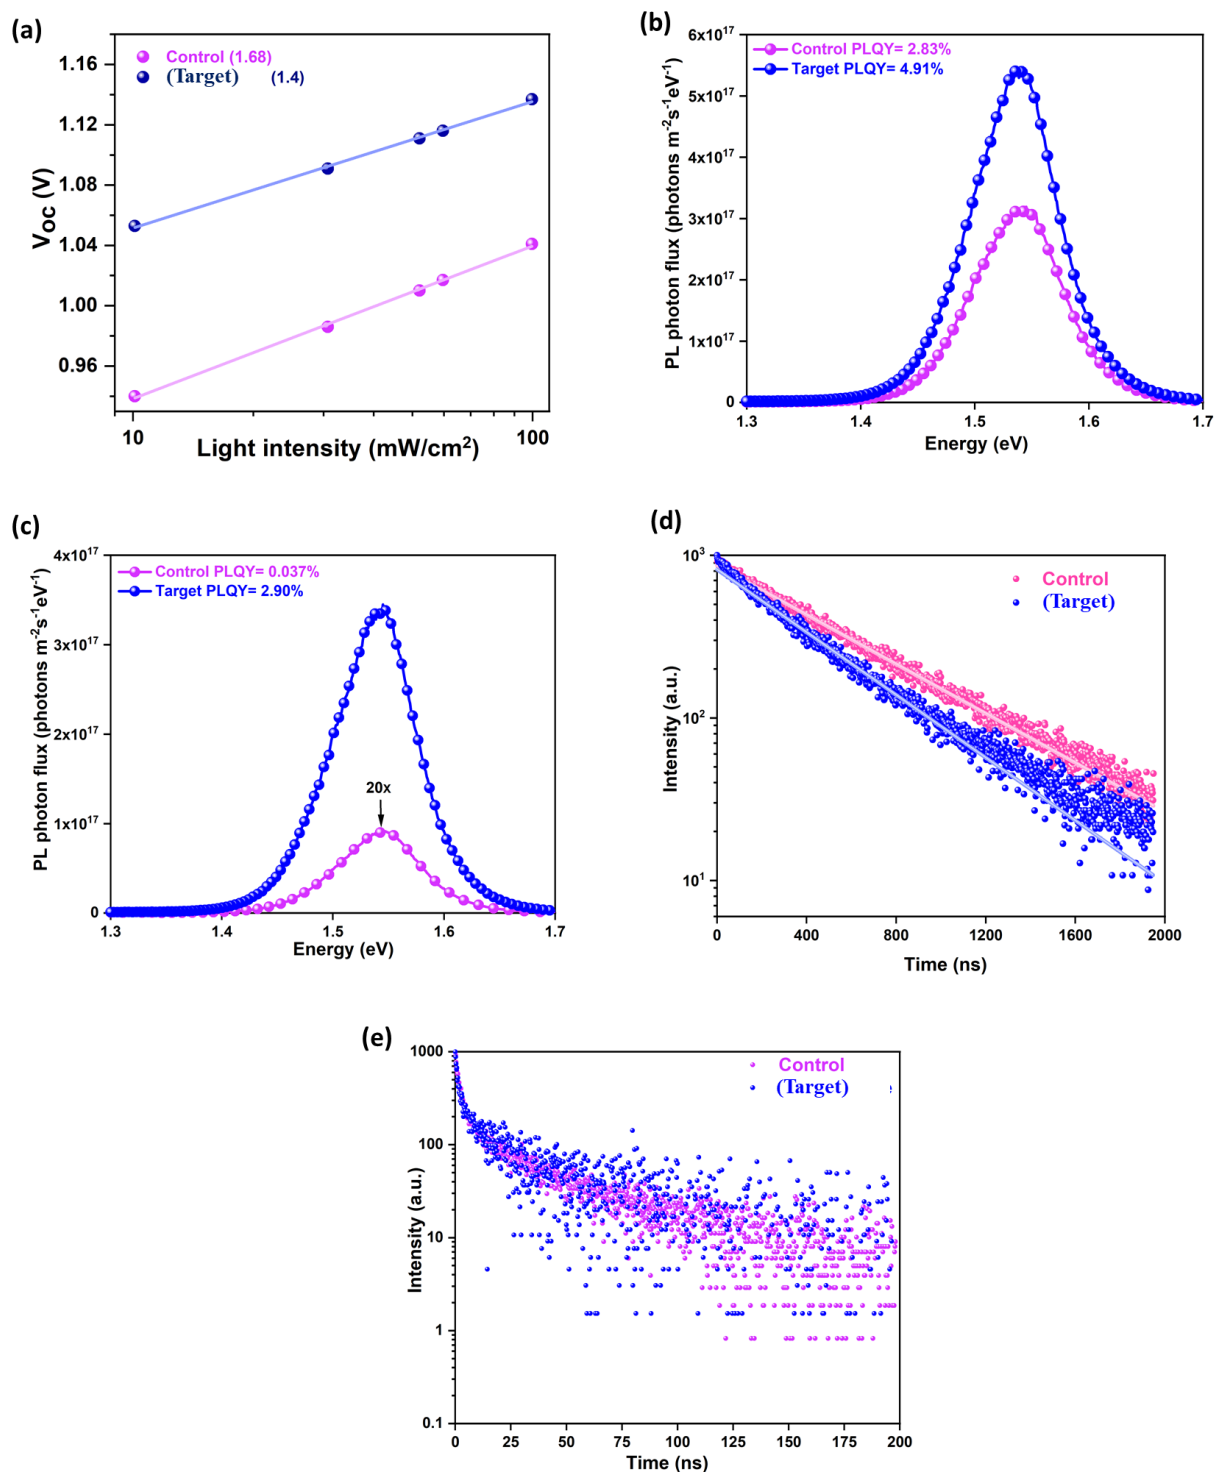 (a)
Control (1.68)
(Target) (1.4)
1.16
1.12
1.08
1.04
1.00
0.96
V_OC (V)
10
100
Light intensity (mW/cm²)
(b)
Control PLQY= 2.83%
Target PLQY= 4.91%
6x10¹⁷
5x10¹⁷
4x10¹⁷
3x10¹⁷
2x10¹⁷
1x10¹⁷
0
PL photon flux (photons m⁻²s⁻¹eV⁻¹)
1.3 1.4 1.5 1.6 1.7
Energy (eV)
(c)
Control PLQY= 0.037%
Target PLQY= 2.90%
4x10¹⁷
3x10¹⁷
2x10¹⁷
1x10¹⁷
0
PL photon flux (photons m⁻²s⁻¹eV⁻¹)
20x
1.3 1.4 1.5 1.6 1.7
Energy (eV)
(d)
Control
(Target)
10³
10²
10¹
Intensity (a.u.)
0 400 800 1200 1600 2000
Time (ns)
(e)
Control
(Target)
1000
100
10
1
0.1
Intensity (a.u.)
0 25 50 75 100 125 150 175 200
Time (ns)